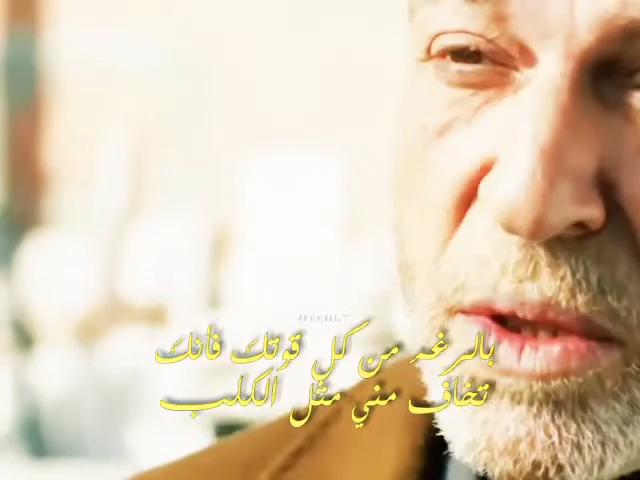 بالرغم من كل قوتك فأنك
تخاف مني مثل الكلب